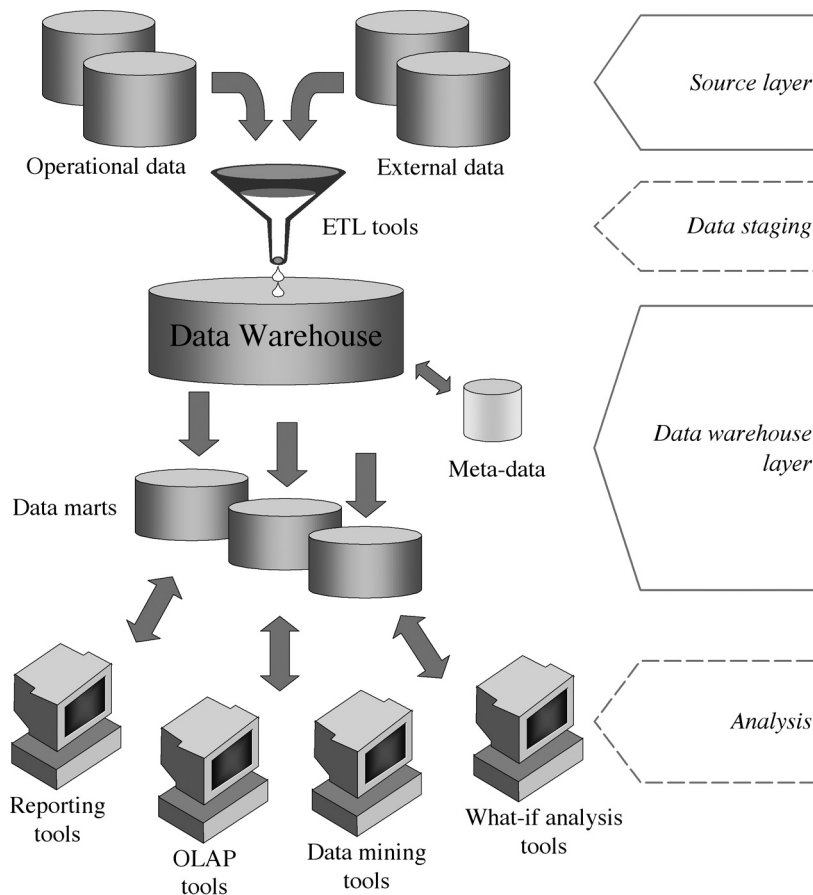 Source layer
Operational data
External data
ETL tools
Data staging
Data Warehouse
Meta-data
Data warehouse
layer
Data marts
Analysis
Reporting
tools
OLAP
tools
Data mining
tools
What-if analysis
tools